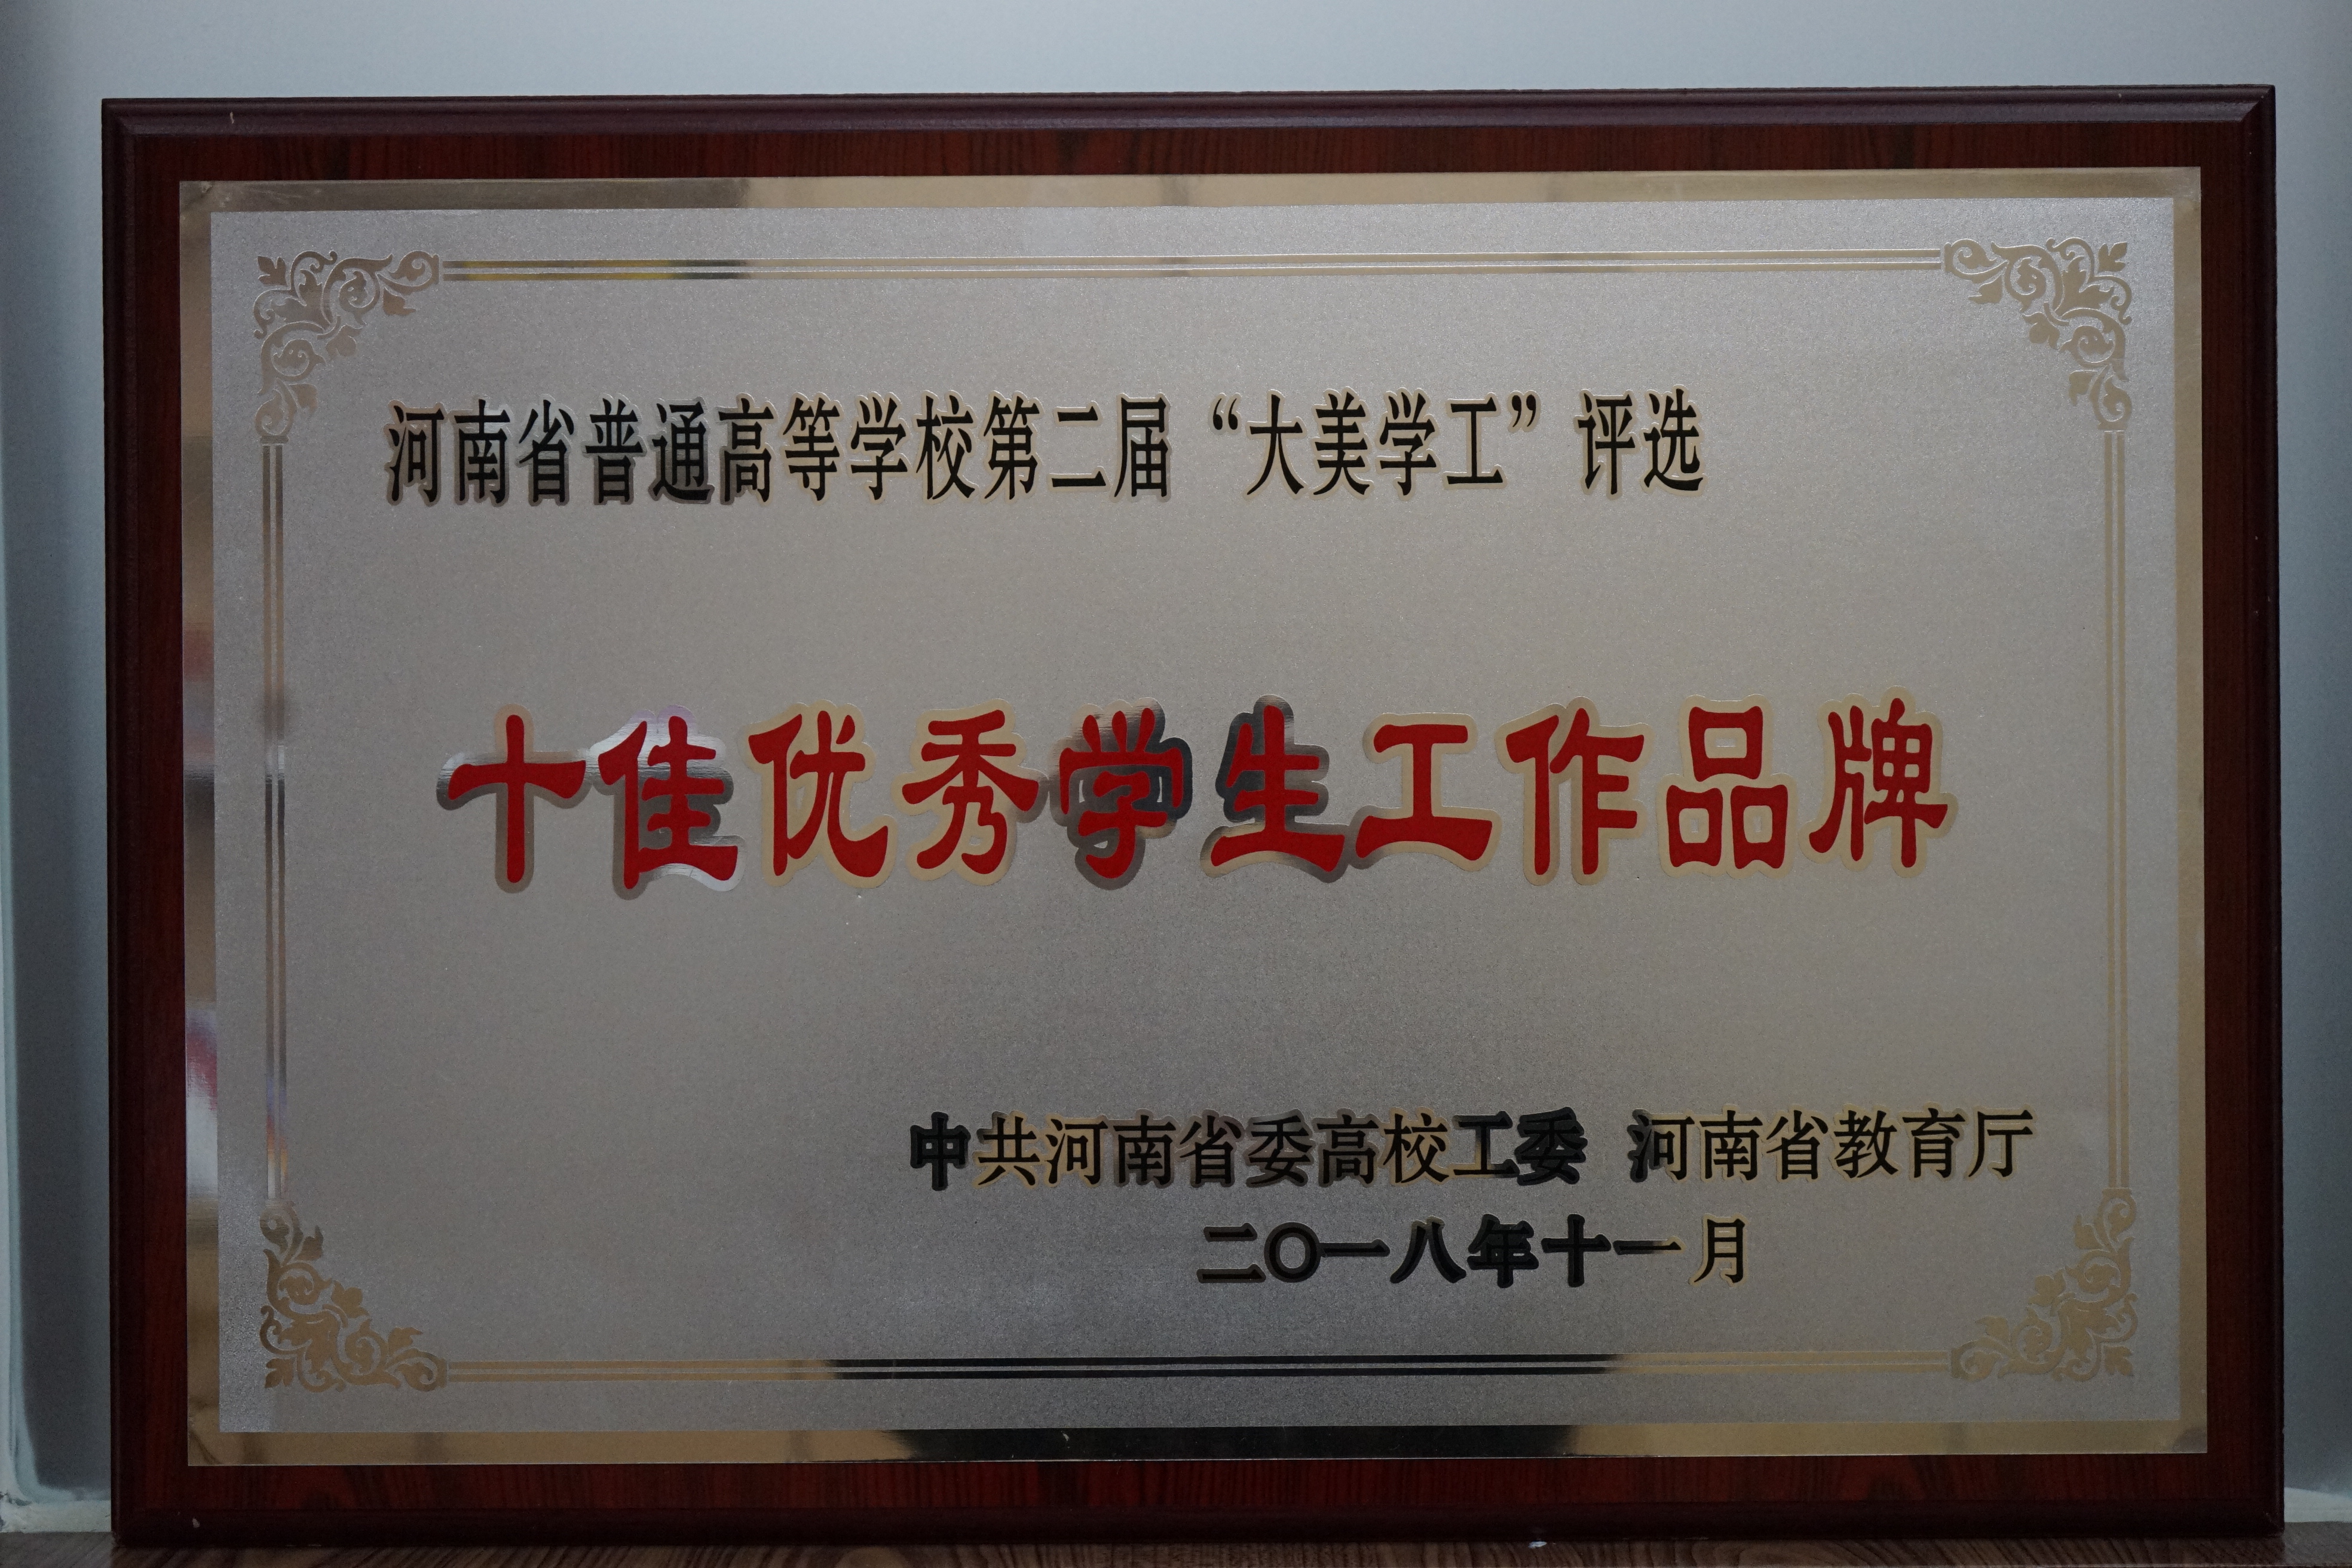 河南省普通高等学校第二届“大美学工”评选
十佳优秀学生工作品牌
中共河南省委高校工委 河南省教育厅
二〇一八年十一月